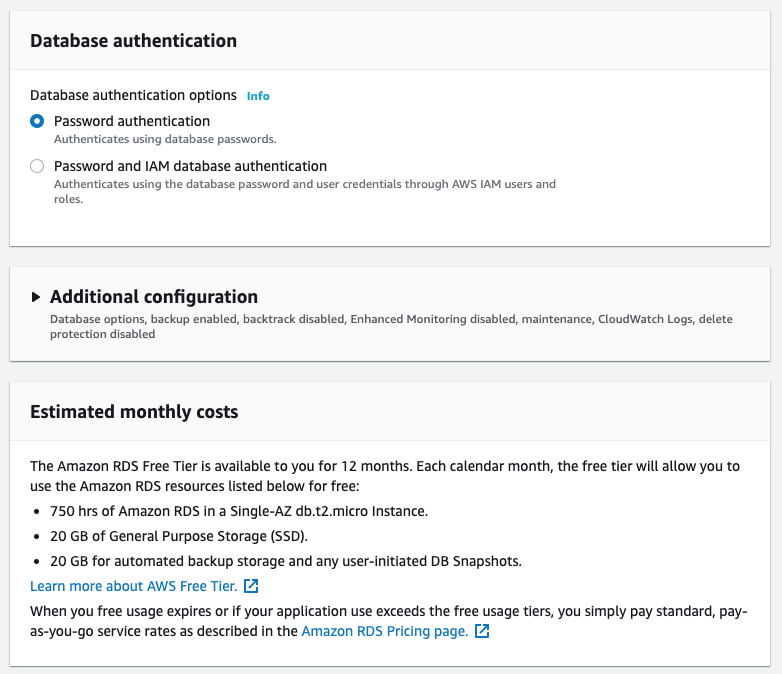 Database authentication
Database authentication options Info
Password authentication
Authenticates using database passwords.
Password and IAM database authentication
Authenticates using the database password and user credentials through AWS IAM users and
roles.
Additional configuration
Database options, backup enabled, backtrack disabled, Enhanced Monitoring disabled, maintenance, CloudWatch Logs, delete
protection disabled
Estimated monthly costs
The Amazon RDS Free Tier is available to you for 12 months. Each calendar month, the free tier will allow you to
use the Amazon RDS resources listed below for free:
• 750 hrs of Amazon RDS in a Single-AZ db.t2.micro Instance.
• 20 GB of General Purpose Storage (SSD).
• 20 GB for automated backup storage and any user-initiated DB Snapshots.
Learn more about AWS Free Tier.
When you free usage expires or if your application use exceeds the free usage tiers, you simply pay standard, pay-
as-you-go service rates as described in the Amazon RDS Pricing page.